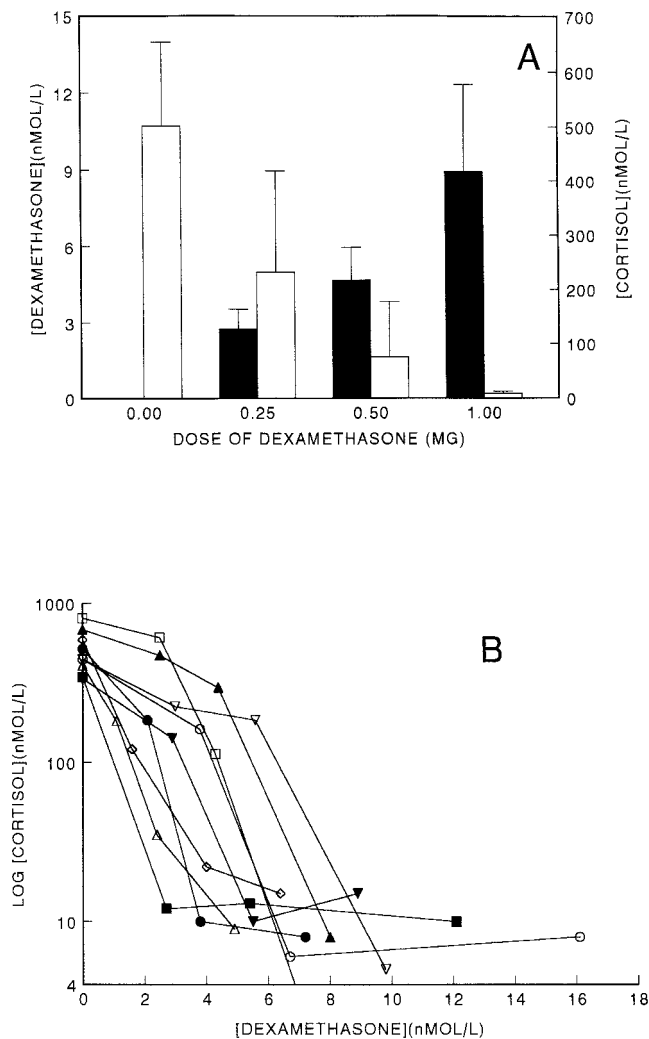 A
[DEXAMETHASONE](nMOL/L)
15
12
9
6
3
0
700
600
500
400
300
200
100
0
[CORTISOL](nMOL/L)
0.00 0.25 0.50 1.00
DOSE OF DEXAMETHASONE (MG)
B
LOG [CORTISOL](nMOL/L)
1000
100
10
4
0 2 4 6 8 10 12 14 16 18
[DEXAMETHASONE](nMOL/L)